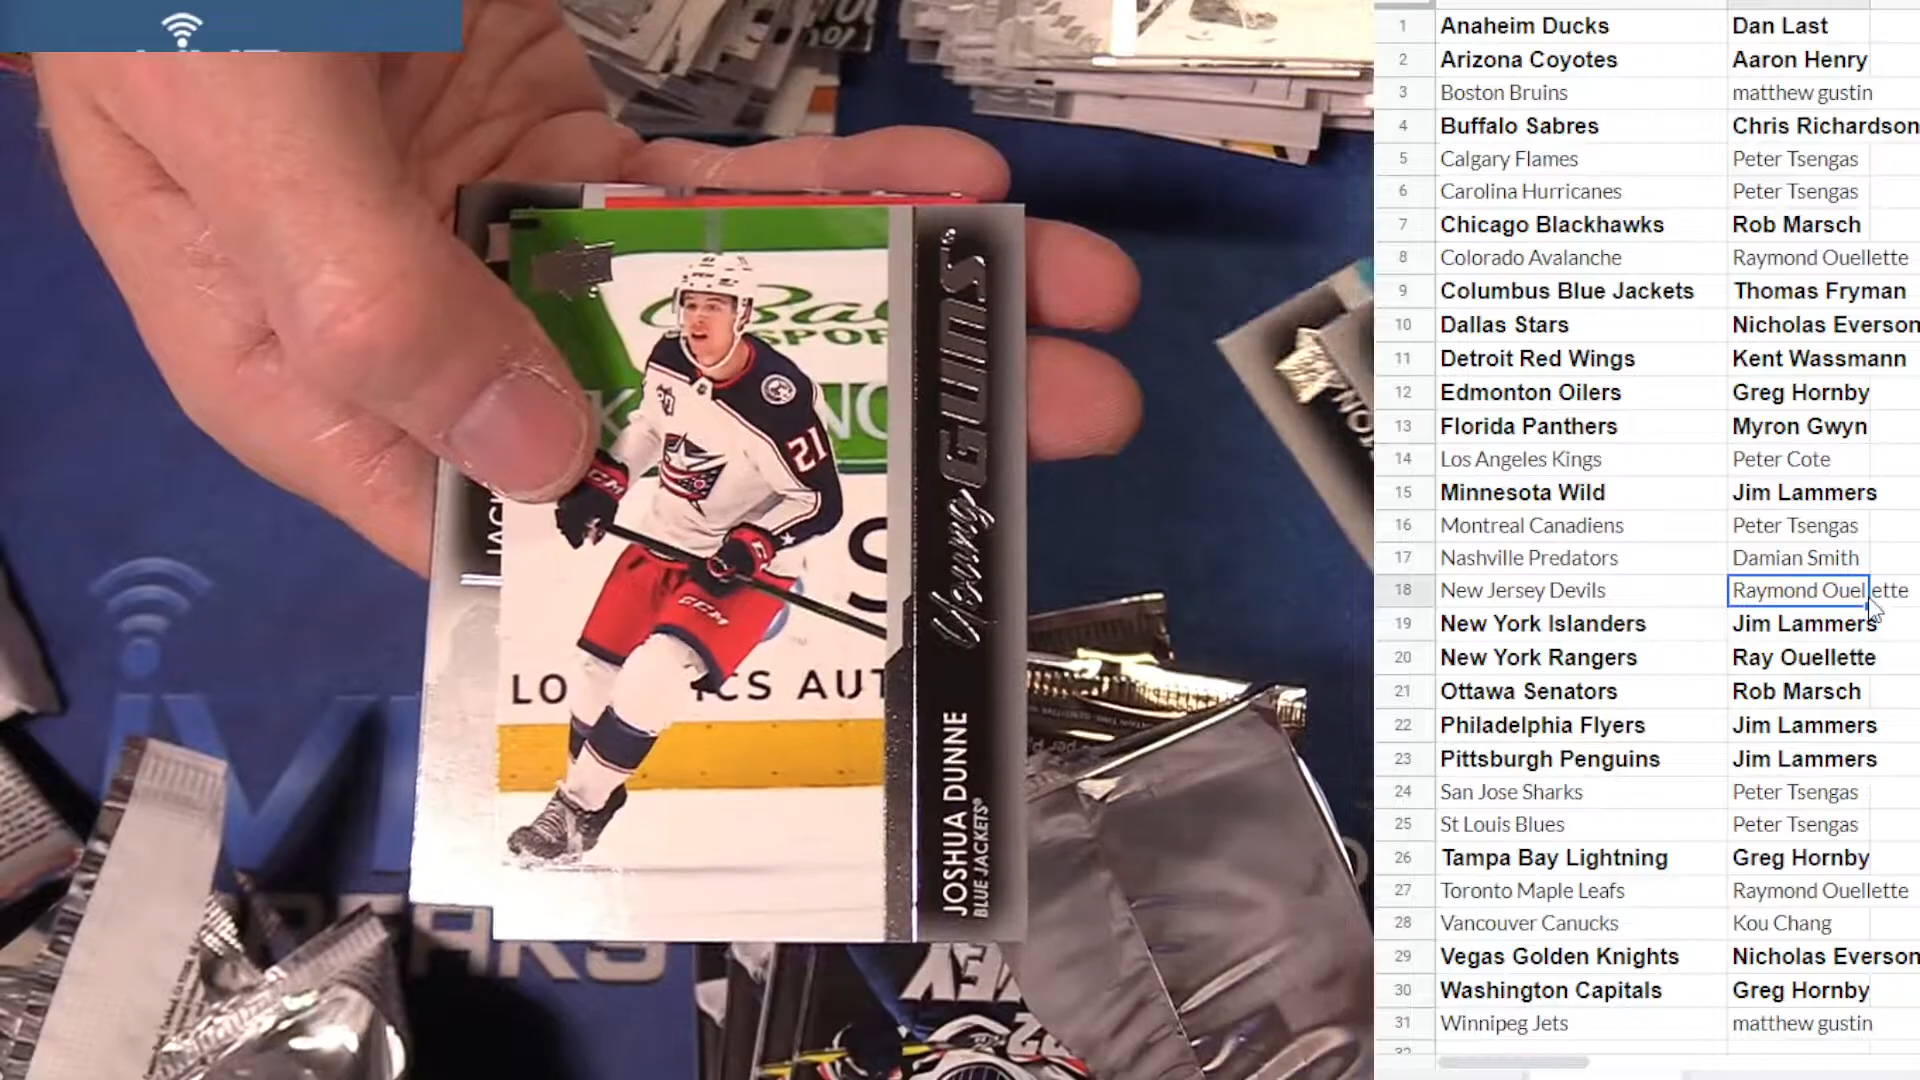 Young GUNS
JOSHUA DUNNE
BLUE JACKETS
21
CCM
JACK
LO ICS AUT
22
1 Anaheim Ducks Dan Last
2 Arizona Coyotes Aaron Henry
3 Boston Bruins matthew gustin
4 Buffalo Sabres Chris Richardson
5 Calgary Flames Peter Tsengas
6 Carolina Hurricanes Peter Tsengas
7 Chicago Blackhawks Rob Marsch
8 Colorado Avalanche Raymond Ouellette
9 Columbus Blue Jackets Thomas Fryman
10 Dallas Stars Nicholas Everson
11 Detroit Red Wings Kent Wassmann
12 Edmonton Oilers Greg Hornby
13 Florida Panthers Myron Gwyn
14 Los Angeles Kings Peter Cote
15 Minnesota Wild Jim Lammers
16 Montreal Canadiens Peter Tsengas
17 Nashville Predators Damian Smith
18 New Jersey Devils Raymond Ouellette
19 New York Islanders Jim Lammers
20 New York Rangers Ray Ouellette
21 Ottawa Senators Rob Marsch
22 Philadelphia Flyers Jim Lammers
23 Pittsburgh Penguins Jim Lammers
24 San Jose Sharks Peter Tsengas
25 St Louis Blues Peter Tsengas
26 Tampa Bay Lightning Greg Hornby
27 Toronto Maple Leafs Raymond Ouellette
28 Vancouver Canucks Kou Chang
29 Vegas Golden Knights Nicholas Everson
30 Washington Capitals Greg Hornby
31 Winnipeg Jets matthew gustin
32